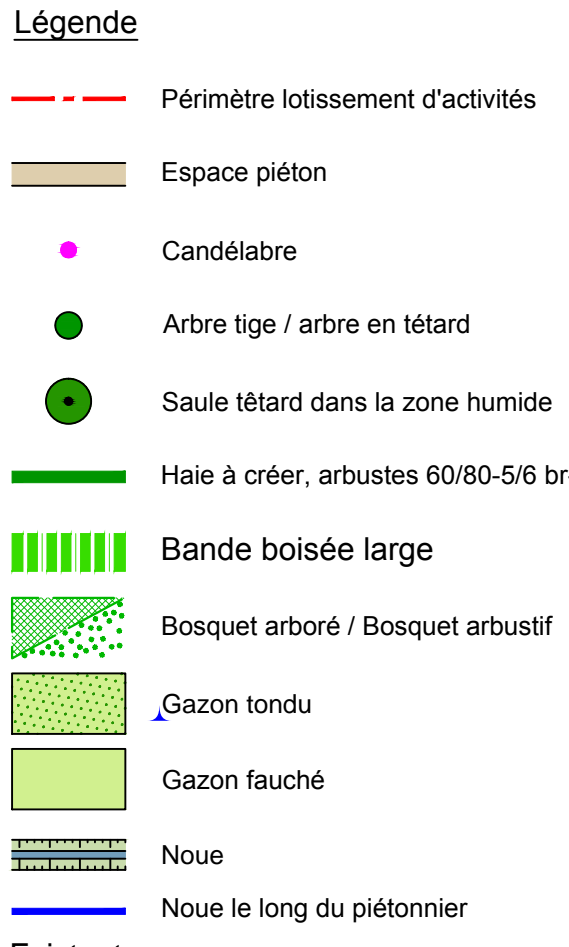 Légende
Périmètre lotissement d'activités
Espace piéton
Candélabre
Arbre tige / arbre en tétard
Saule têtard dans la zone humide
Haie à créer, arbustes 60/80-5/6 br
Bande boisée large
Bosquet arboré / Bosquet arbustif
Gazon tondu
Gazon fauché
Noue
Noue le long du piétonnier